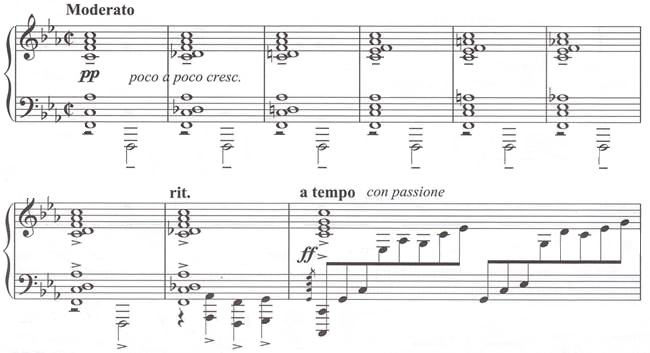 Moderato
pp poco a poco cresc.
rit. a tempo con passione
ff